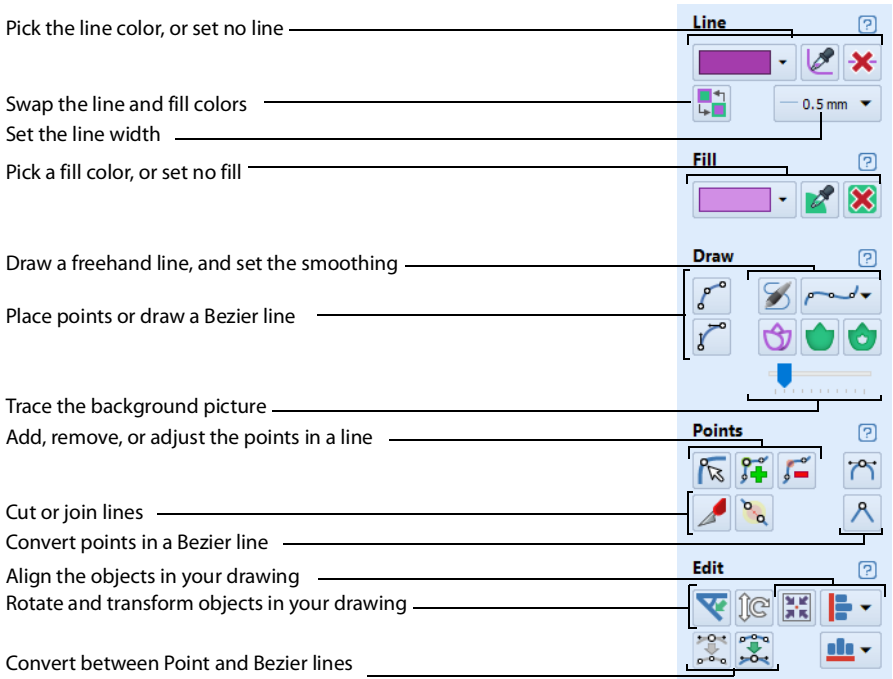 Pick the line color, or set no line
Line
?
Swap the line and fill colors
0.5 mm
Set the line width
Fill
?
Pick a fill color, or set no fill
Draw
?
Draw a freehand line, and set the smoothing
Place points or draw a Bezier line
Trace the background picture
Points
?
Add, remove, or adjust the points in a line
Cut or join lines
Convert points in a Bezier line
Edit
?
Align the objects in your drawing
Rotate and transform objects in your drawing
Convert between Point and Bezier lines